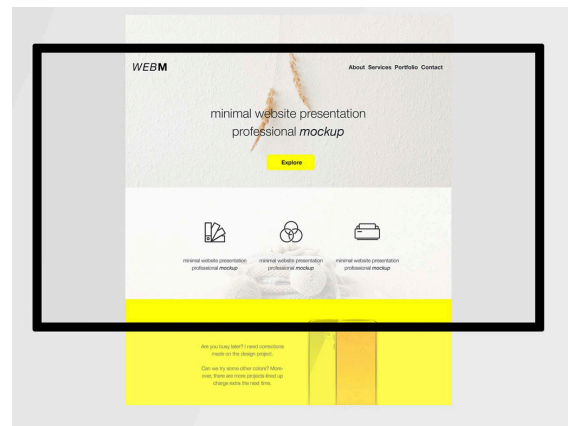 WEBM
About Services Portfolio Contact
minimal website presentation
professional mockup
Explore
minimal website presentation
professional mockup
minimal website presentation
professional mockup
minimal website presentation
professional mockup
Are you busy later? I need corrections
made on the design project.
Can we try some other colors? More-
over, there are more projects lined up
charge extra the next time.